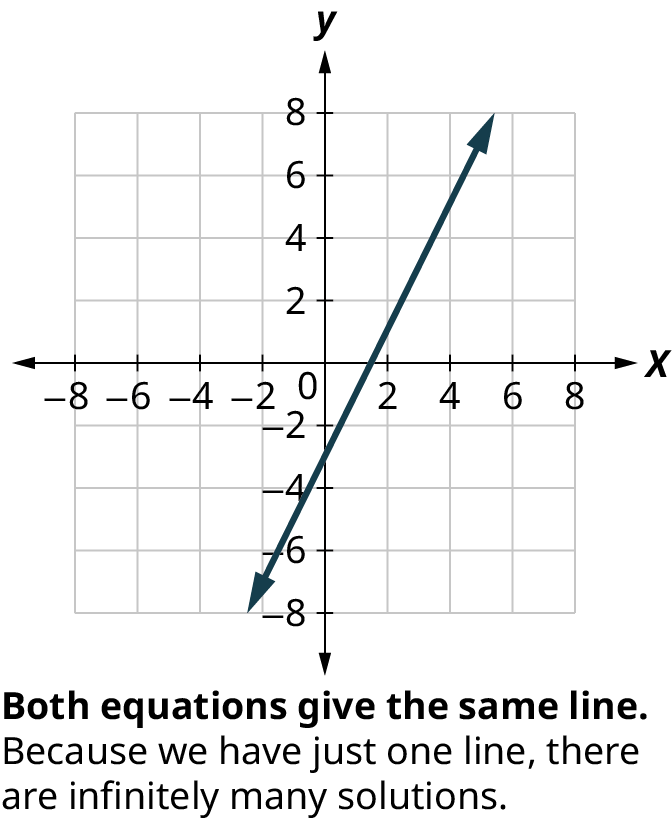 y
8
6
4
2
X
−8 −6 −4 −2 0 2 4 6 8
−2
−4
−6
−8
Both equations give the same line.
Because we have just one line, there
are infinitely many solutions.